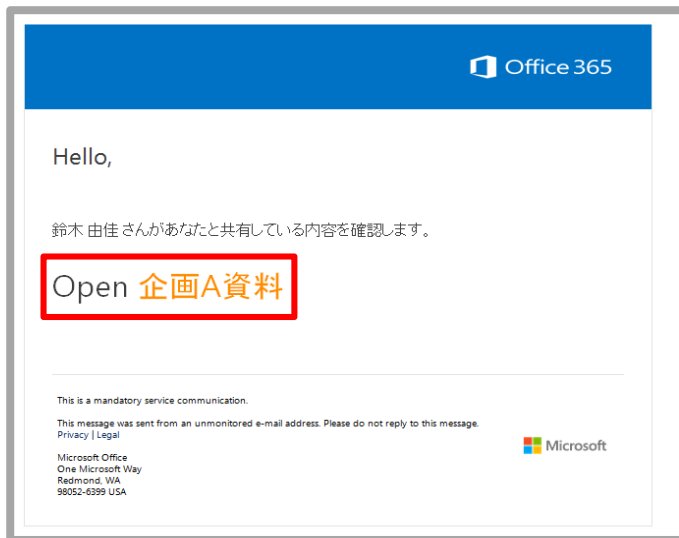 Office 365
Hello,
鈴木 由佳 さんがあなたと共有している内容を確認します。
Open 企画A資料
This is a mandatory service communication.
This message was sent from an unmonitored e-mail address. Please do not reply to this message.
Privacy | Legal
Microsoft Office
One Microsoft Way
Redmond, WA
98052-6399 USA
Microsoft